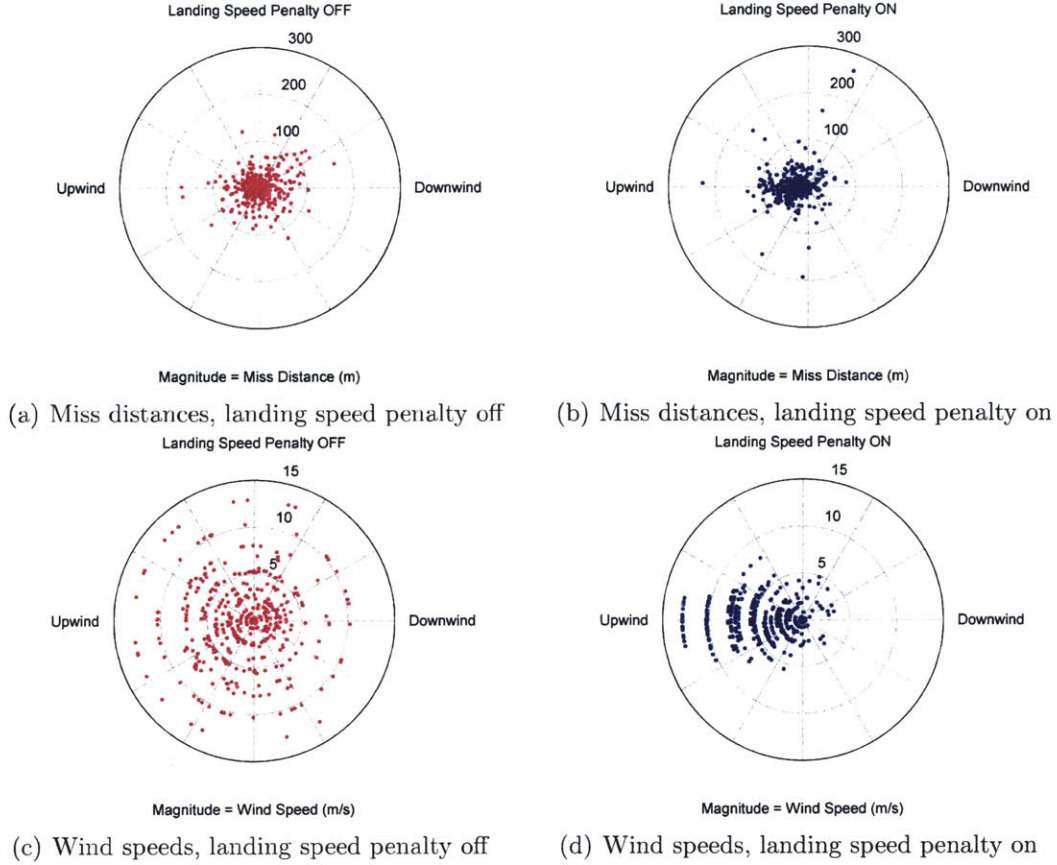 Landing Speed Penalty OFF
300
200
100
Upwind
Downwind
Magnitude = Miss Distance (m)
(a) Miss distances, landing speed penalty off
Landing Speed Penalty ON
300
200
100
Upwind
Downwind
Magnitude = Miss Distance (m)
(b) Miss distances, landing speed penalty on
Landing Speed Penalty OFF
15
10
5
Upwind
Downwind
Magnitude = Wind Speed (m/s)
(c) Wind speeds, landing speed penalty off
Landing Speed Penalty ON
15
10
5
Upwind
Downwind
Magnitude = Wind Speed (m/s)
(d) Wind speeds, landing speed penalty on